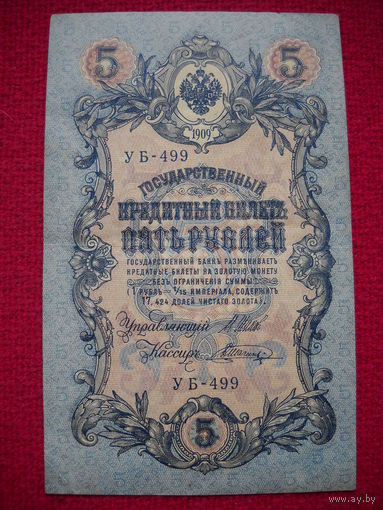 5 5
1909
УБ-499
ГОСУДАРСТВЕННЫЙ
КРЕДИТНЫЙ БИЛЕТЪ
ПЯТЬ РУБЛЕЙ
ГОСУДАРСТВЕННЫЙ БАНКЪ РАЗМѢНИВАЕТЪ
КРЕДИТНЫЕ БИЛЕТЫ НА ЗОЛОТУЮ МОНЕТУ
БЕЗЪ ОГРАНИЧЕНІЯ СУММЫ
(1 РУБЛЬ = 1/15 ИМПЕРІАЛА, СОДЕРЖИТЪ
17,424 ДОЛЕЙ ЧИСТАГО ЗОЛОТА).
Управляющій
Кассиръ
УБ-499
5
www.ay.by